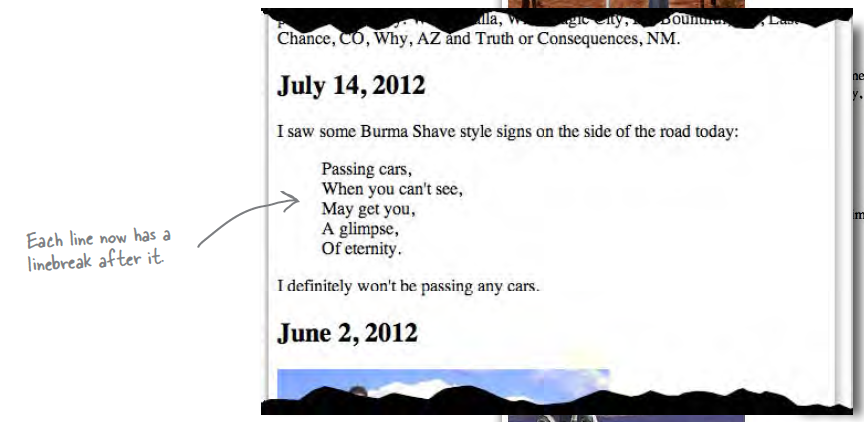 Chance, CO, Why, AZ and Truth or Consequences, NM.
July 14, 2012
I saw some Burma Shave style signs on the side of the road today:
Passing cars,
When you can't see,
May get you,
A glimpse,
Of eternity.
Each line now has a
linebreak after it.
I definitely won't be passing any cars.
June 2, 2012